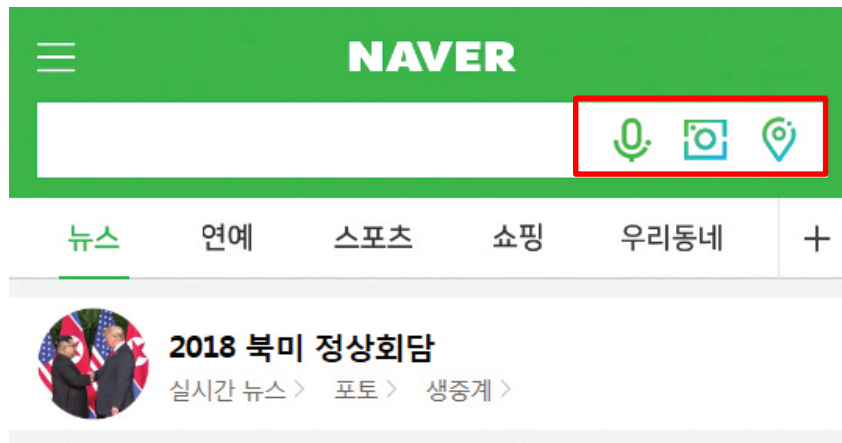 NAVER
뉴스 연예 스포츠 쇼핑 우리동네 +
2018 북미 정상회담
실시간 뉴스 > 포토 > 생중계 >